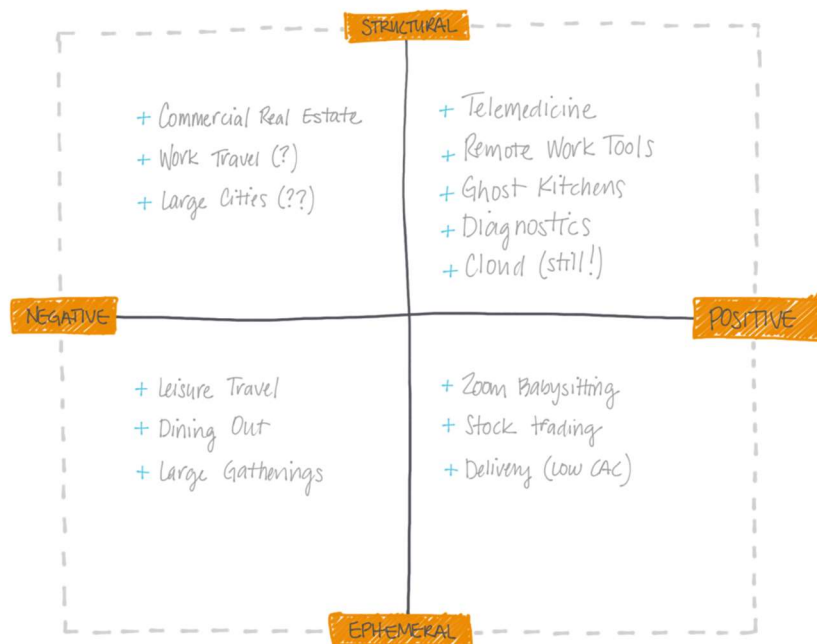 STRUCTURAL
+ Commercial Real Estate
+ Work Travel (?)
+ Large Cities (??)
+ Telemedicine
+ Remote Work Tools
+ Ghost Kitchens
+ Diagnostics
+ Cloud (still!)
NEGATIVE
POSITIVE
+ Leisure Travel
+ Dining Out
+ Large Gatherings
+ Zoom Babysitting
+ Stock trading
+ Delivery (Low CAC)
EPHEMERAL